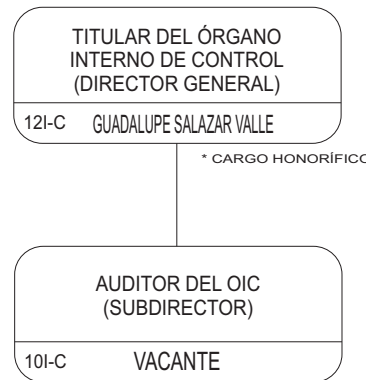 TITULAR DEL ÓRGANO
INTERNO DE CONTROL
(DIRECTOR GENERAL)
12I-C GUADALUPE SALAZAR VALLE
* CARGO HONORÍFICO
AUDITOR DEL OIC
(SUBDIRECTOR)
10I-C VACANTE